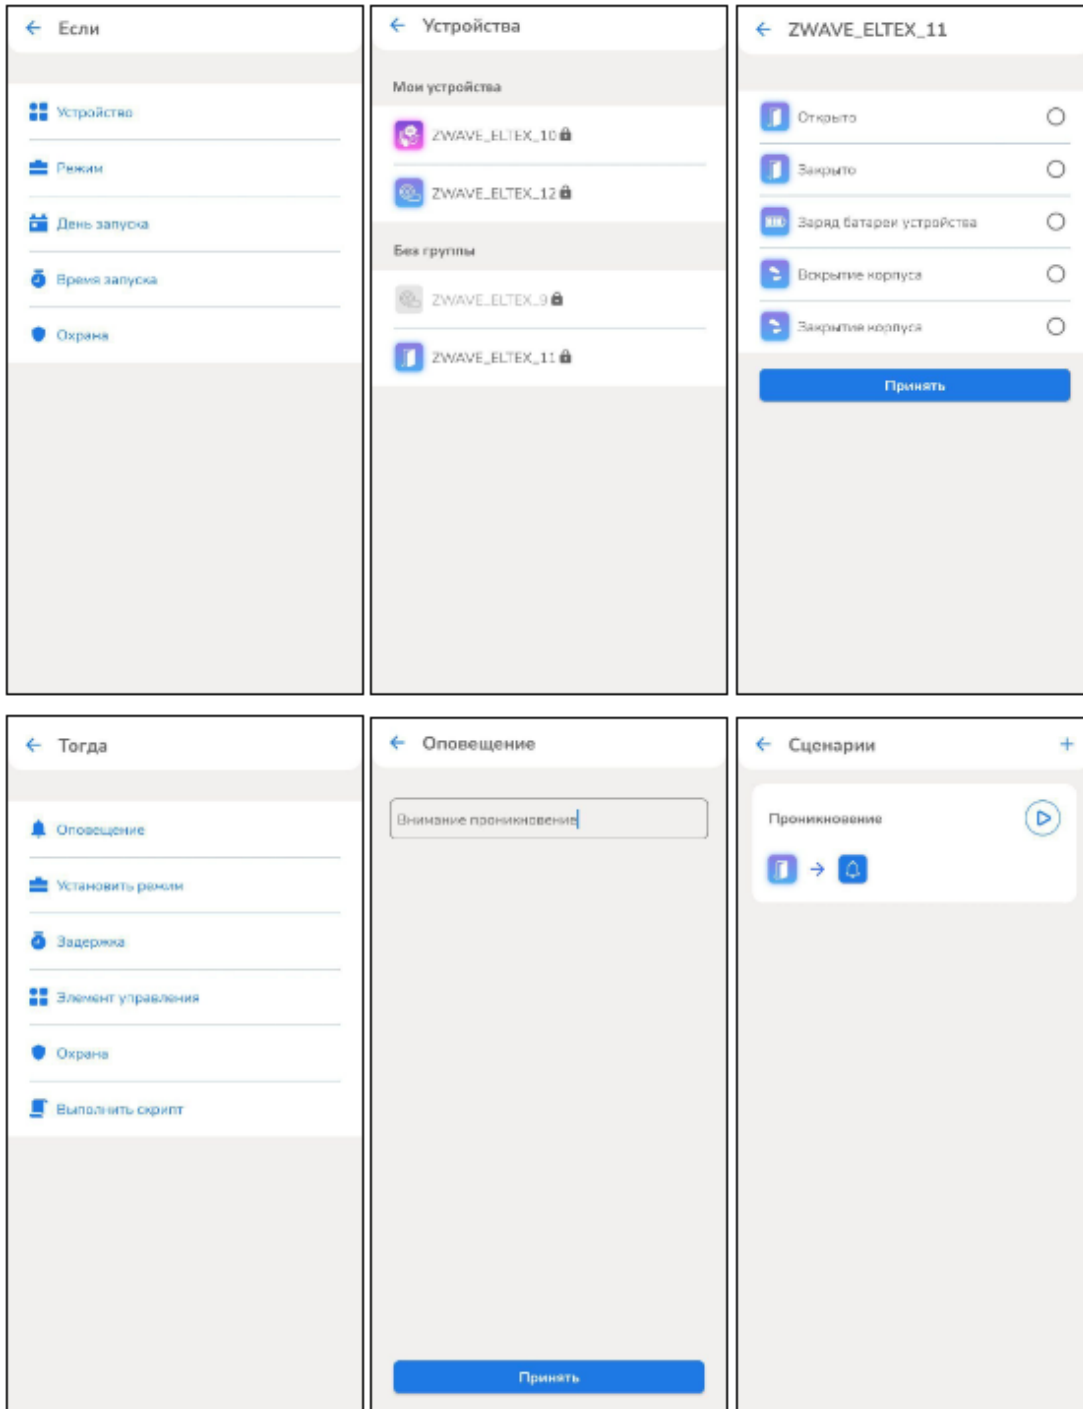 Если
Устройство
Режим
День запуска
Время запуска
Охрана
Устройства
Мои устройства
ZWAVE_ELTEX_10
ZWAVE_ELTEX_12
Без группы
ZWAVE_ELTEX_9
ZWAVE_ELTEX_11
ZWAVE_ELTEX_11
Открыто
Закрыто
Заряд батареи устройства
Вскрытие корпуса
Закрытие корпуса
Принять
Тогда
Оповещение
Установить режим
Задержка
Элемент управления
Охрана
Выполнить скрипт
Оповещение
Внимание проникновение
Принять
Сценарии
Проникновение